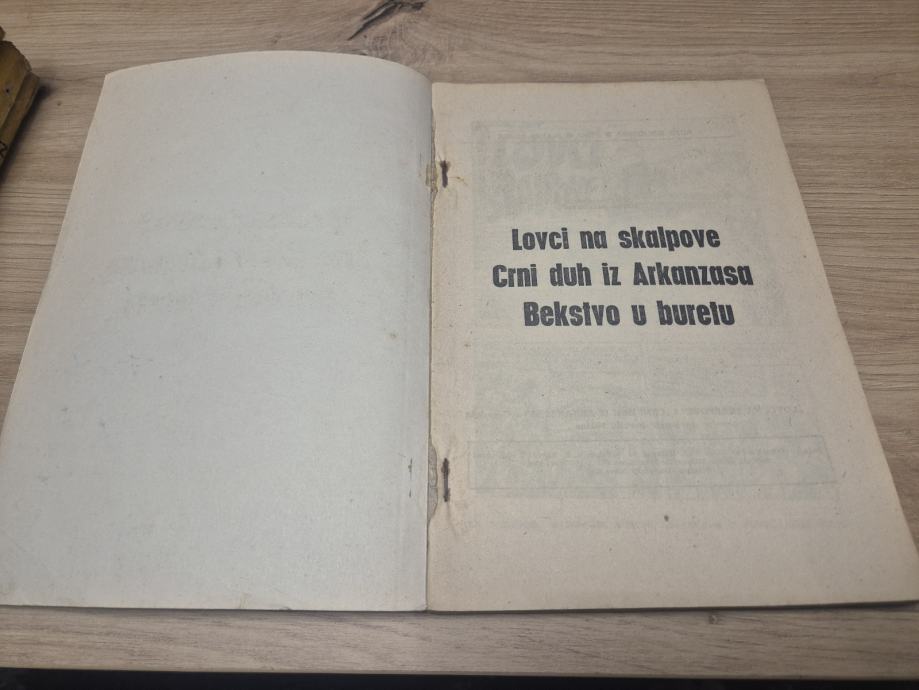 Lovci na skalpove
Crni duh iz Arkanzasa
Bekstvo u buretu